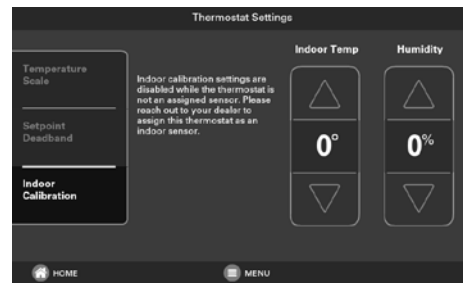 Thermostat Settings
Indoor Temp
Humidity
Temperature
Scale
Setpoint
Deadband
Indoor
Calibration
Indoor calibration settings are
disabled while the thermostat is
not an assigned sensor. Please
reach out to your dealer to
assign this thermostat as an
indoor sensor.
0°
0%
HOME
MENU